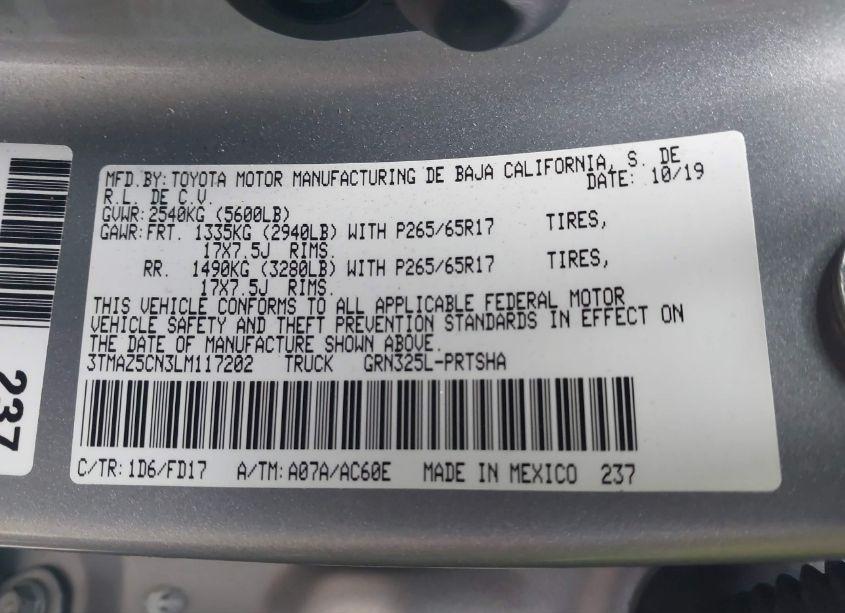 MFD.BY:TOYOTA MOTOR MANUFACTURING DE BAJA CALIFORNIA, S. DE
R.L. DE C.V. DATE: 10/19
GVWR:2540KG (5600LB)
GAWR:FRT. 1335KG (2940LB) WITH P265/65R17 TIRES,
17X7.5J RIMS.
RR. 1490KG (3280LB) WITH P265/65R17 TIRES,
17X7.5J RIMS.
THIS VEHICLE CONFORMS TO ALL APPLICABLE FEDERAL MOTOR
VEHICLE SAFETY AND THEFT PREVENTION STANDARDS IN EFFECT ON
THE DATE OF MANUFACTURE SHOWN ABOVE.
3TMAZ5CN3LM117202 TRUCK GRN325L-PRTSHA
C/TR:1D6/FD17 A/TM:A07A/AC60E MADE IN MEXICO 237
237